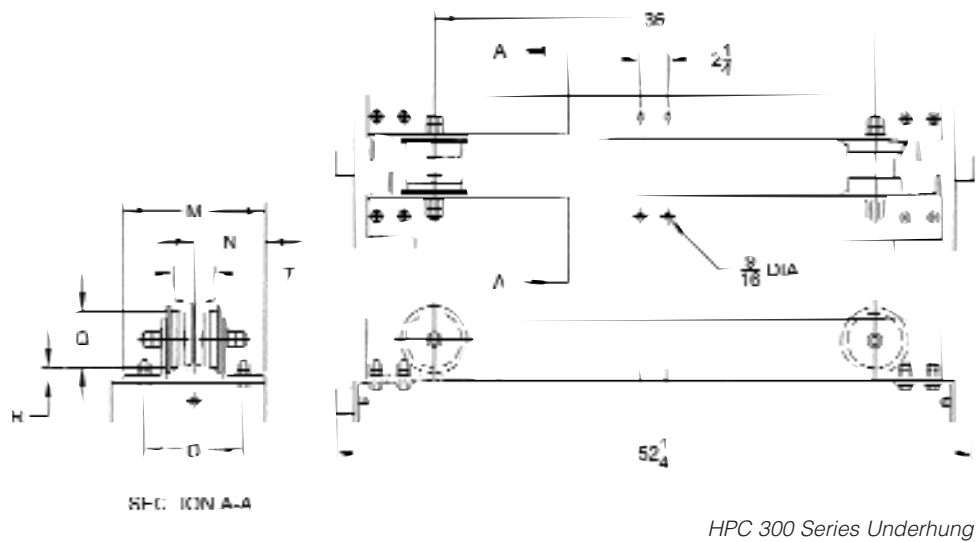 36
A
2 1/4
M
N
T
A
9/16 DIA
D
K
O
52 1/4
SECTION A-A
HPC 300 Series Underhung